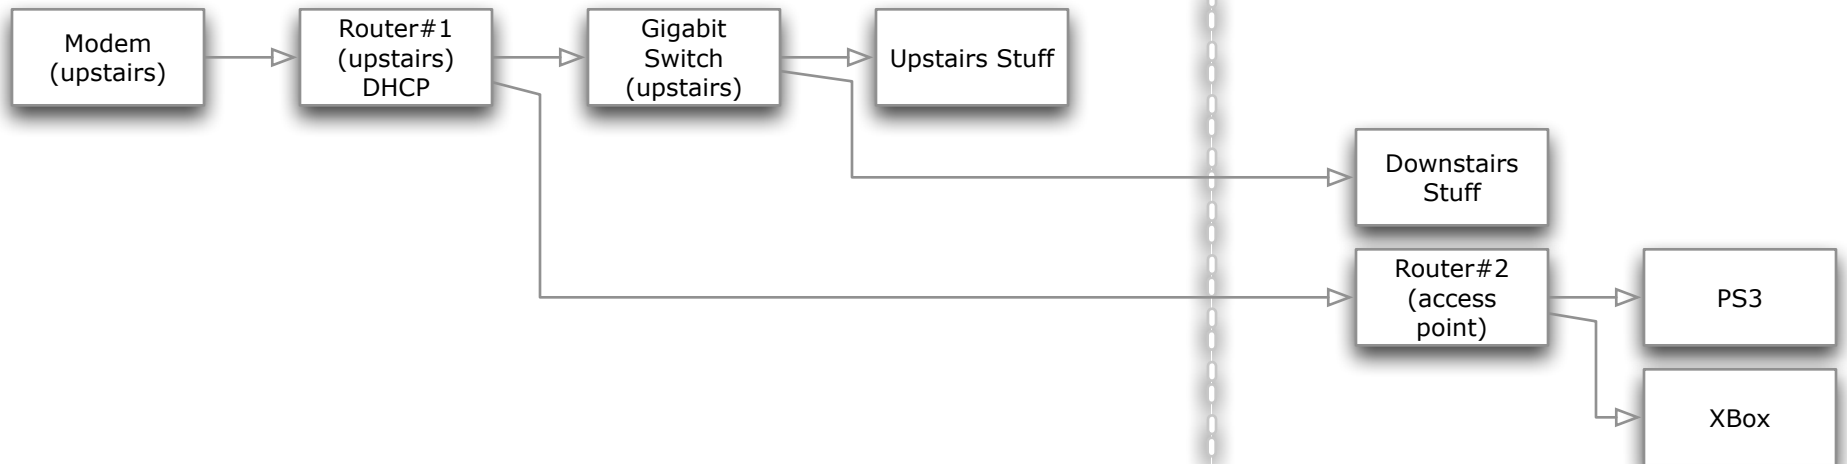 Modem
(upstairs)
Router#1
(upstairs)
DHCP
Gigabit
Switch
(upstairs)
Upstairs Stuff
Downstairs
Stuff
Router#2
(access
point)
PS3
XBox